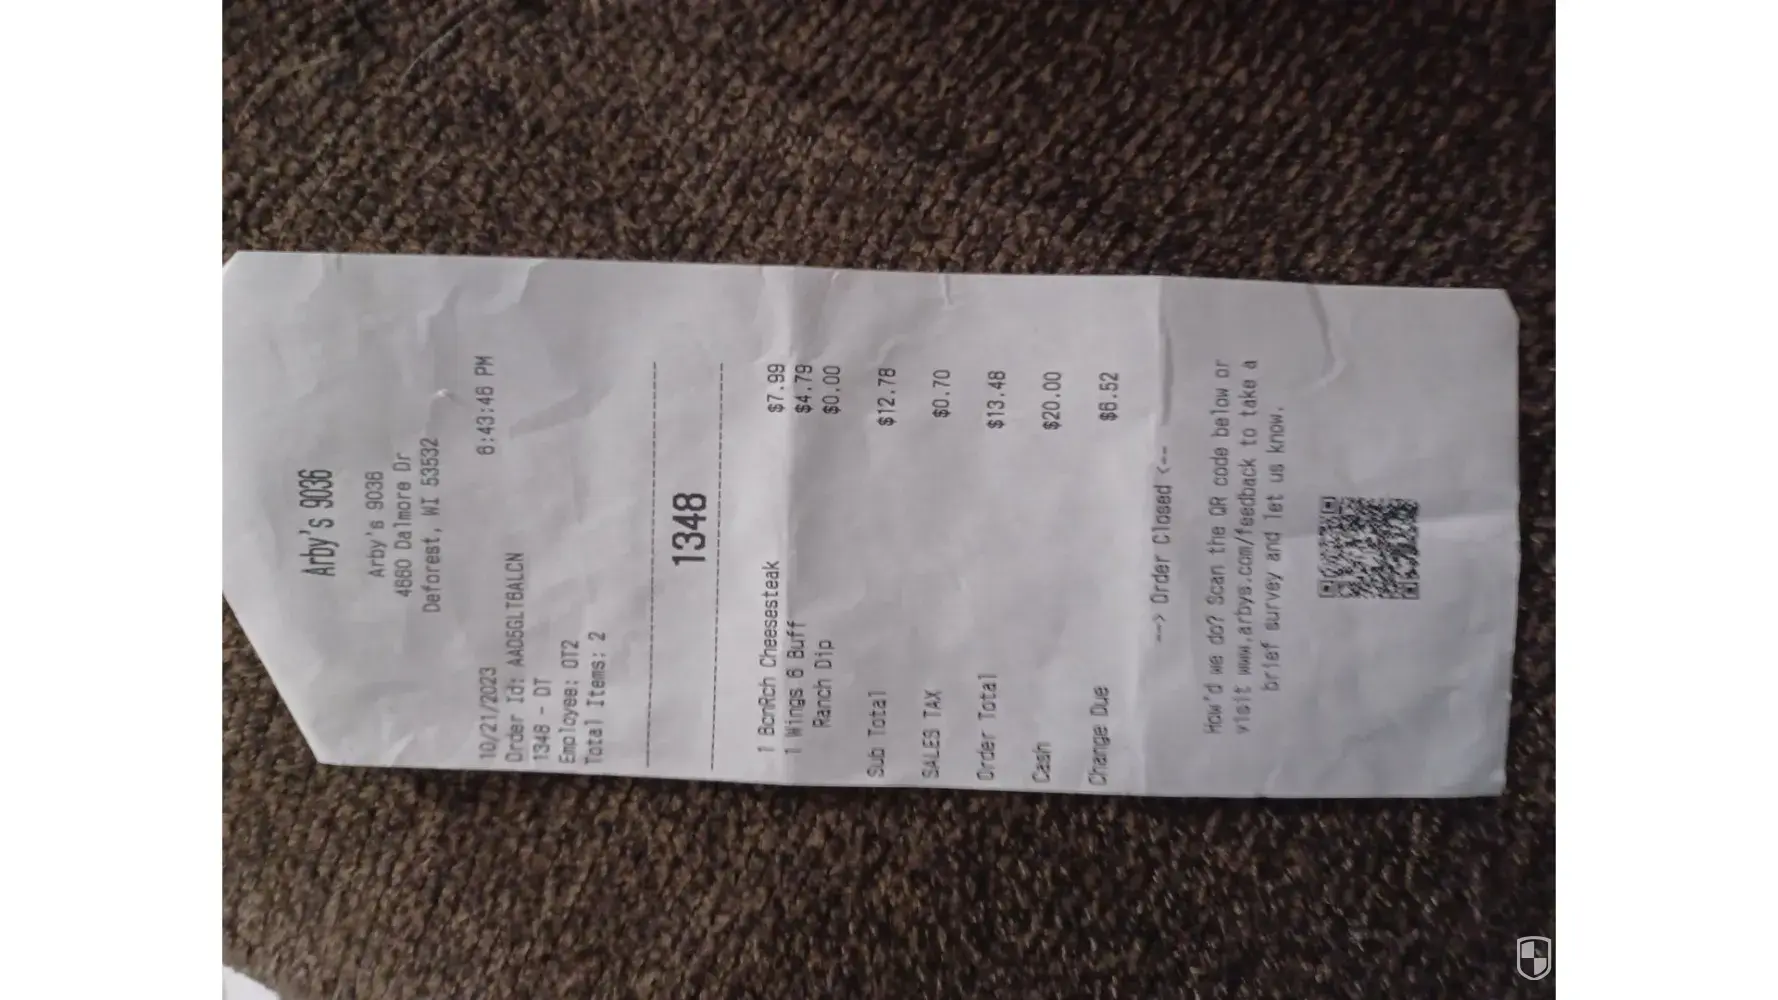 Arby's 9036
Arby's 9036
4660 Dalmore Dr
Deforest, WI 53532
10/21/2023 6:43:46 PM
Order Id: AAD5GLT6ALCN
1348 - DT
Employee: OT2
Total Items: 2
1348
1 BcnRch Cheesesteak $7.99
1 Wings 6 Buff $4.79
Ranch Dip $0.00
Sub Total $12.78
SALES TAX $0.70
Order Total $13.48
Cash $20.00
Change Due $6.52
--> Order Closed <--
How'd we do? Scan the QR code below or
visit www.arbys.com/feedback to take a
brief survey and let us know.